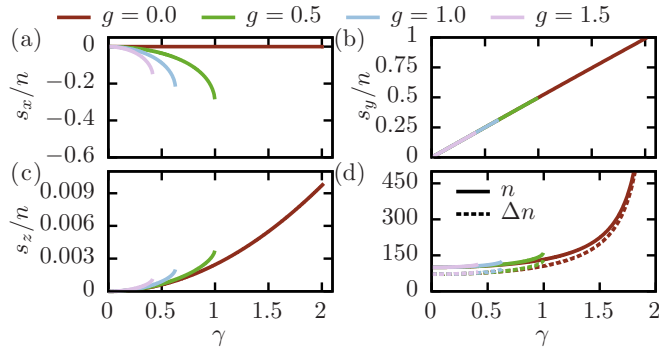 g = 0.0 g = 0.5 g = 1.0 g = 1.5
(a)
0
−0.2
−0.4
−0.6
s_x/n
(b)
1
0.75
0.5
0.25
0
s_y/n
(c)
0.009
0.006
0.003
0
s_z/n
0 0.5 1 1.5 2
γ
(d)
450
300
150
0
n
Δn
0 0.5 1 1.5 2
γ